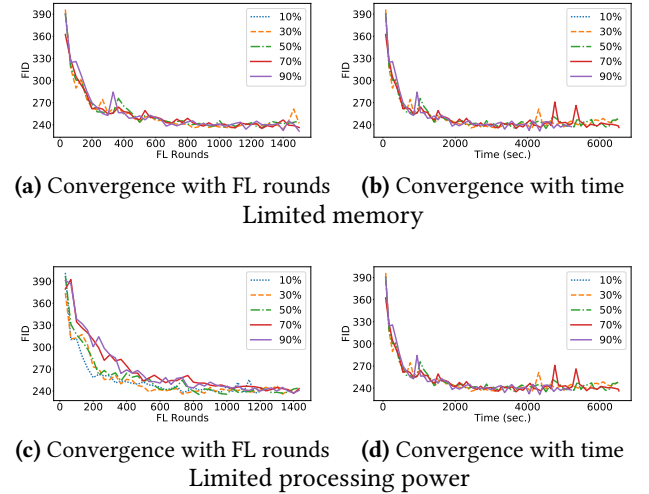 390
360
330
300
270
240
FID
0 200 400 600 800 1000 1200 1400
FL Rounds
10%
30%
50%
70%
90%
390
360
330
300
270
240
FID
0 2000 4000 6000
Time (sec.)
10%
30%
50%
70%
90%
(a) Convergence with FL rounds
(b) Convergence with time
Limited memory
390
360
330
300
270
240
FID
0 200 400 600 800 1000 1200 1400
FL Rounds
10%
30%
50%
70%
90%
390
360
330
300
270
240
FID
0 2000 4000 6000
Time (sec.)
10%
30%
50%
70%
90%
(c) Convergence with FL rounds
(d) Convergence with time
Limited processing power